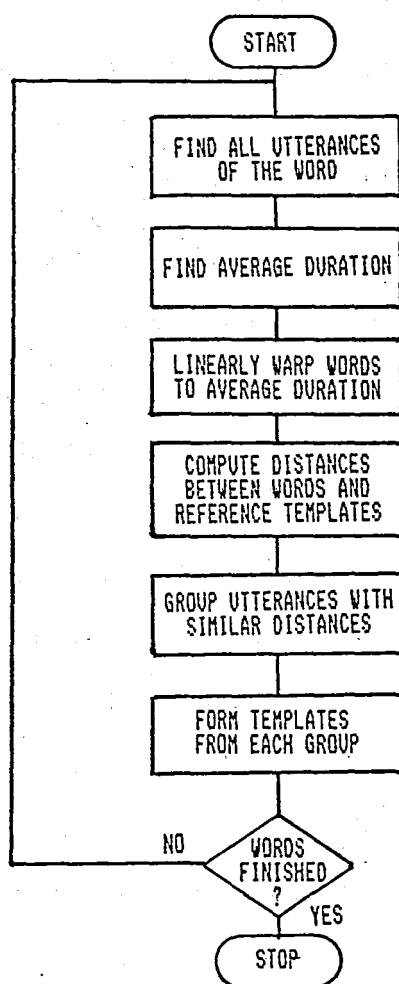 START
FIND ALL UTTERANCES
OF THE WORD
FIND AVERAGE DURATION
LINEARLY WARP WORDS
TO AVERAGE DURATION
COMPUTE DISTANCES
BETWEEN WORDS AND
REFERENCE TEMPLATES
GROUP UTTERANCES WITH
SIMILAR DISTANCES
FORM TEMPLATES
FROM EACH GROUP
NO
WORDS
FINISHED
?
YES
STOP